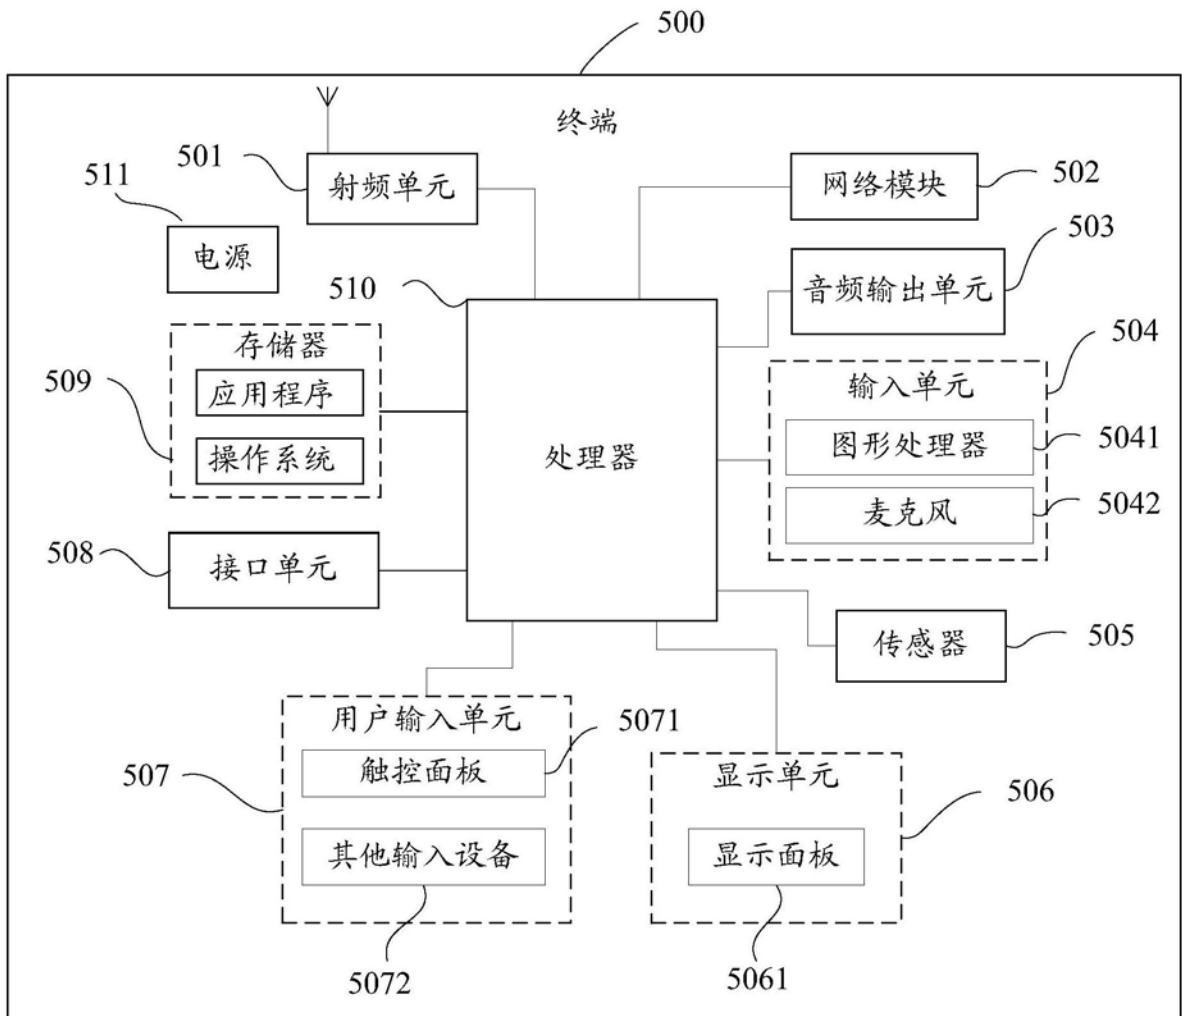 500
终端
501
射频单元
网络模块
502
511
电源
503
音频输出单元
510
504
存储器
509
应用程序
操作系统
输入单元
图形处理器
5041
麦克风
5042
处理器
508
接口单元
传感器
505
用户输入单元
5071
507
触控面板
其他输入设备
5072
显示单元
506
显示面板
5061